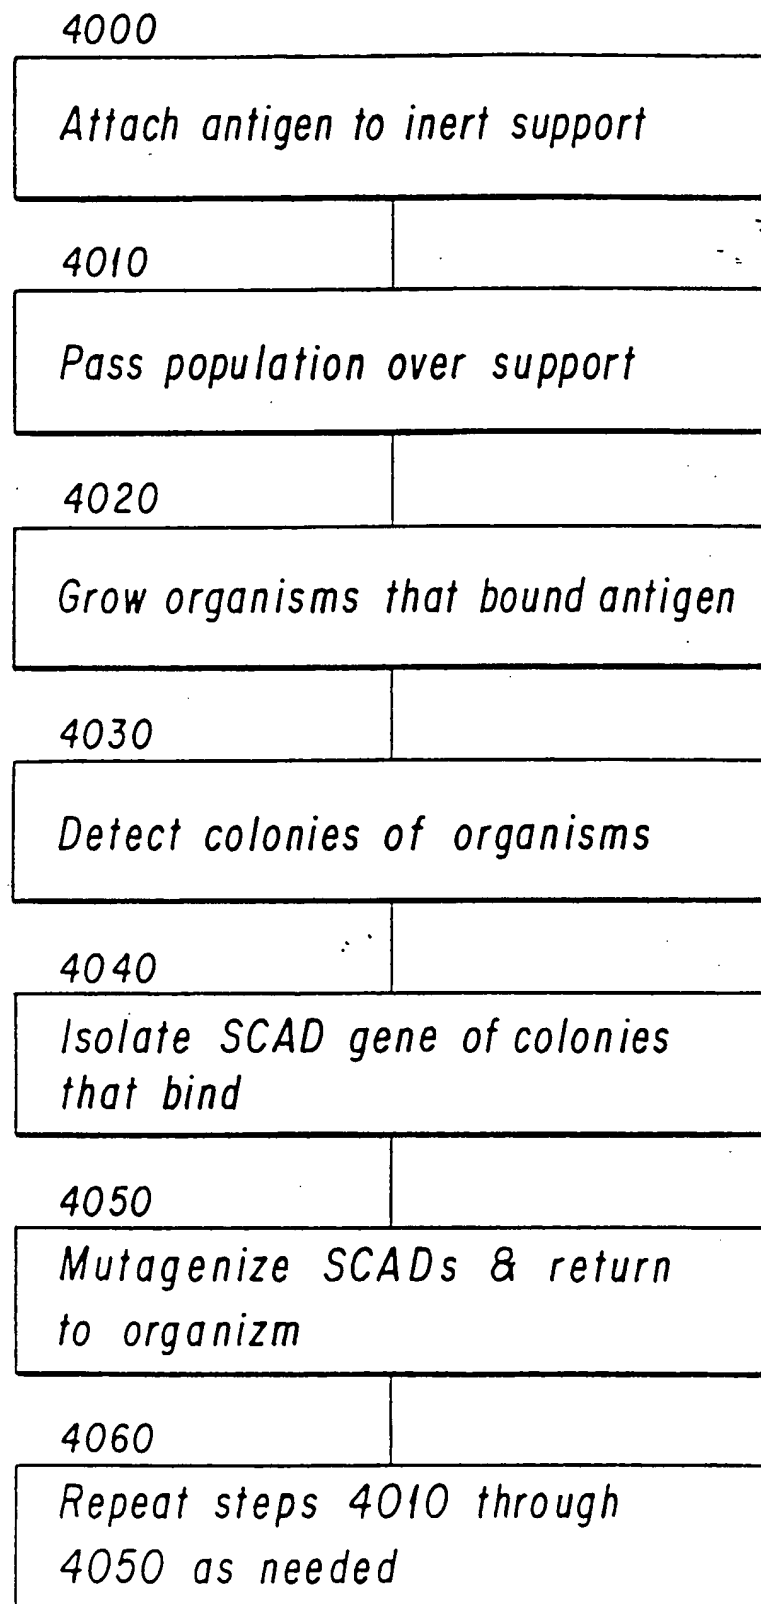 4000
Attach antigen to inert support
4010
Pass population over support
4020
Grow organisms that bound antigen
4030
Detect colonies of organisms
4040
Isolate SCAD gene of colonies
that bind
4050
Mutagenize SCADs & return
to organizm
4060
Repeat steps 4010 through
4050 as needed